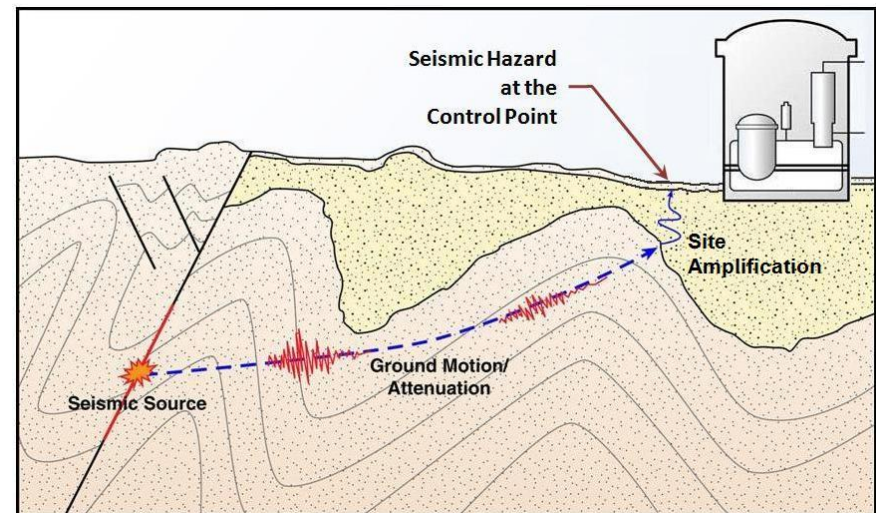 Seismic Hazard
at the
Control Point
Site
Amplification
Ground Motion/
Attenuation
Seismic Source